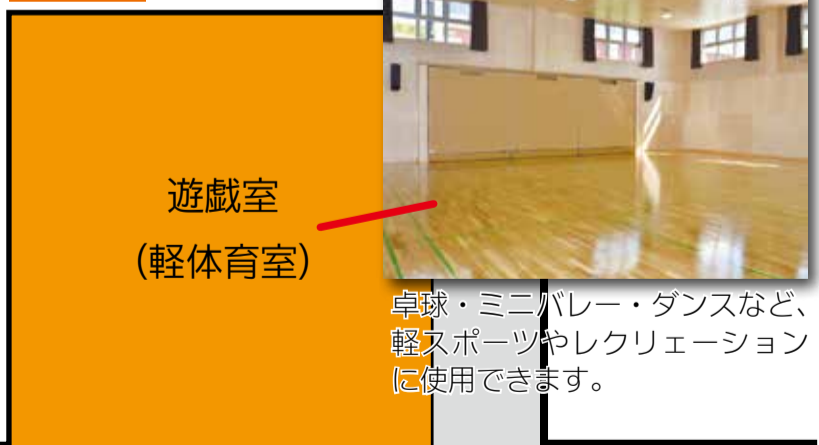 遊戯室
(軽体育室)
卓球・ミニバレー・ダンスなど、
軽スポーツやレクリェーション
に使用できます。